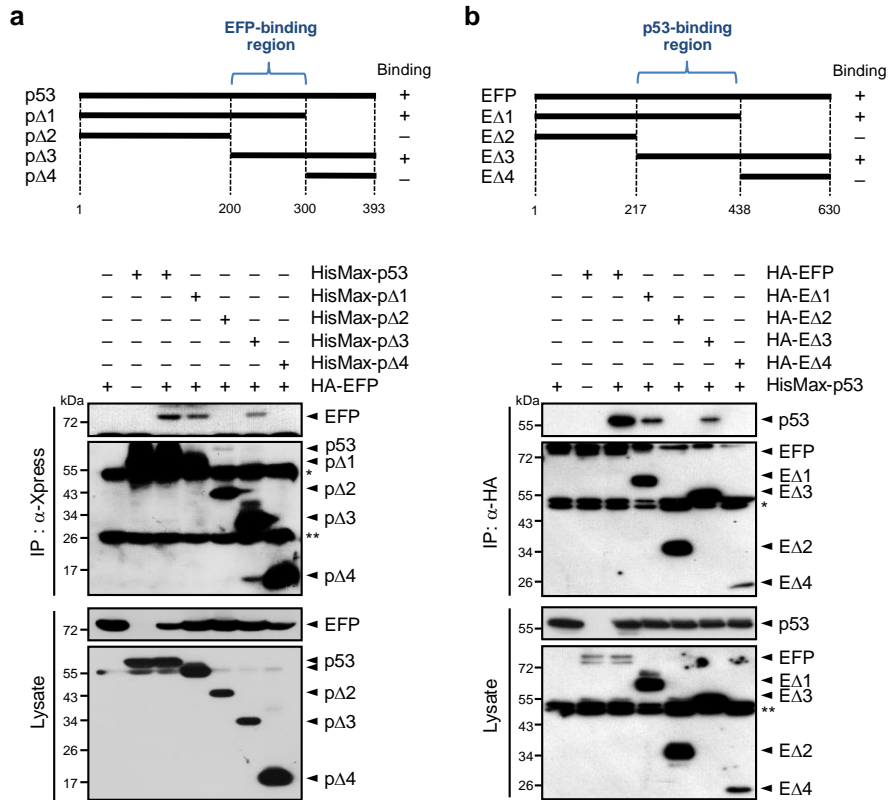 a
EFP-binding
region
Binding
p53 +
pΔ1 +
pΔ2 –
pΔ3 +
pΔ4 –
1 200 300 393
– + + – – – – HisMax-p53
– – – + – – – HisMax-pΔ1
– – – – + – – HisMax-pΔ2
– – – – – + – HisMax-pΔ3
– – – – – – + HisMax-pΔ4
+ – + + + + + HA-EFP
kDa
IP : α-Xpress
72
EFP
55
43
34
26
17
p53
pΔ1
*
pΔ2
pΔ3
**
pΔ4
Lysate
72
EFP
72
55
43
34
26
17
p53
pΔ2
pΔ3
pΔ4
b
p53-binding
region
Binding
EFP +
EΔ1 +
EΔ2 –
EΔ3 +
EΔ4 –
1 217 438 630
– + + – – – – HA-EFP
– – – + – – – HA-EΔ1
– – – – + – – HA-EΔ2
– – – – – + – HA-EΔ3
– – – – – – + HA-EΔ4
+ – + + + + + HisMax-p53
kDa
IP : α-HA
55
p53
72
55
43
34
26
EFP
EΔ1
EΔ3
*
EΔ2
EΔ4
Lysate
55
p53
72
55
43
34
26
EFP
EΔ1
EΔ3
**
EΔ2
EΔ4